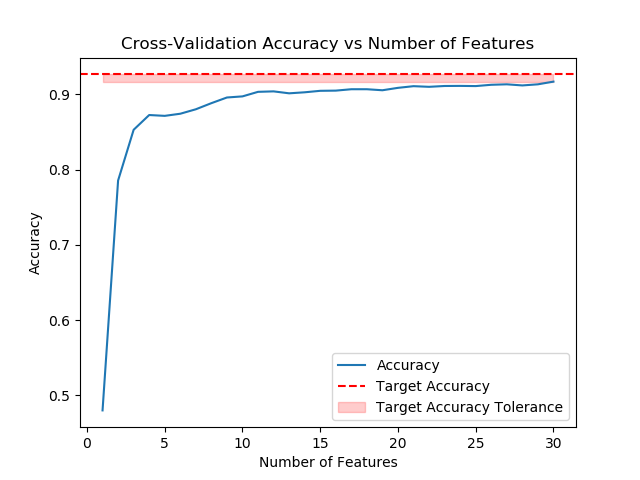 Cross-Validation Accuracy vs Number of Features
Accuracy
0.9
0.8
0.7
0.6
0.5
0 5 10 15 20 25 30
Number of Features
Accuracy
Target Accuracy
Target Accuracy Tolerance